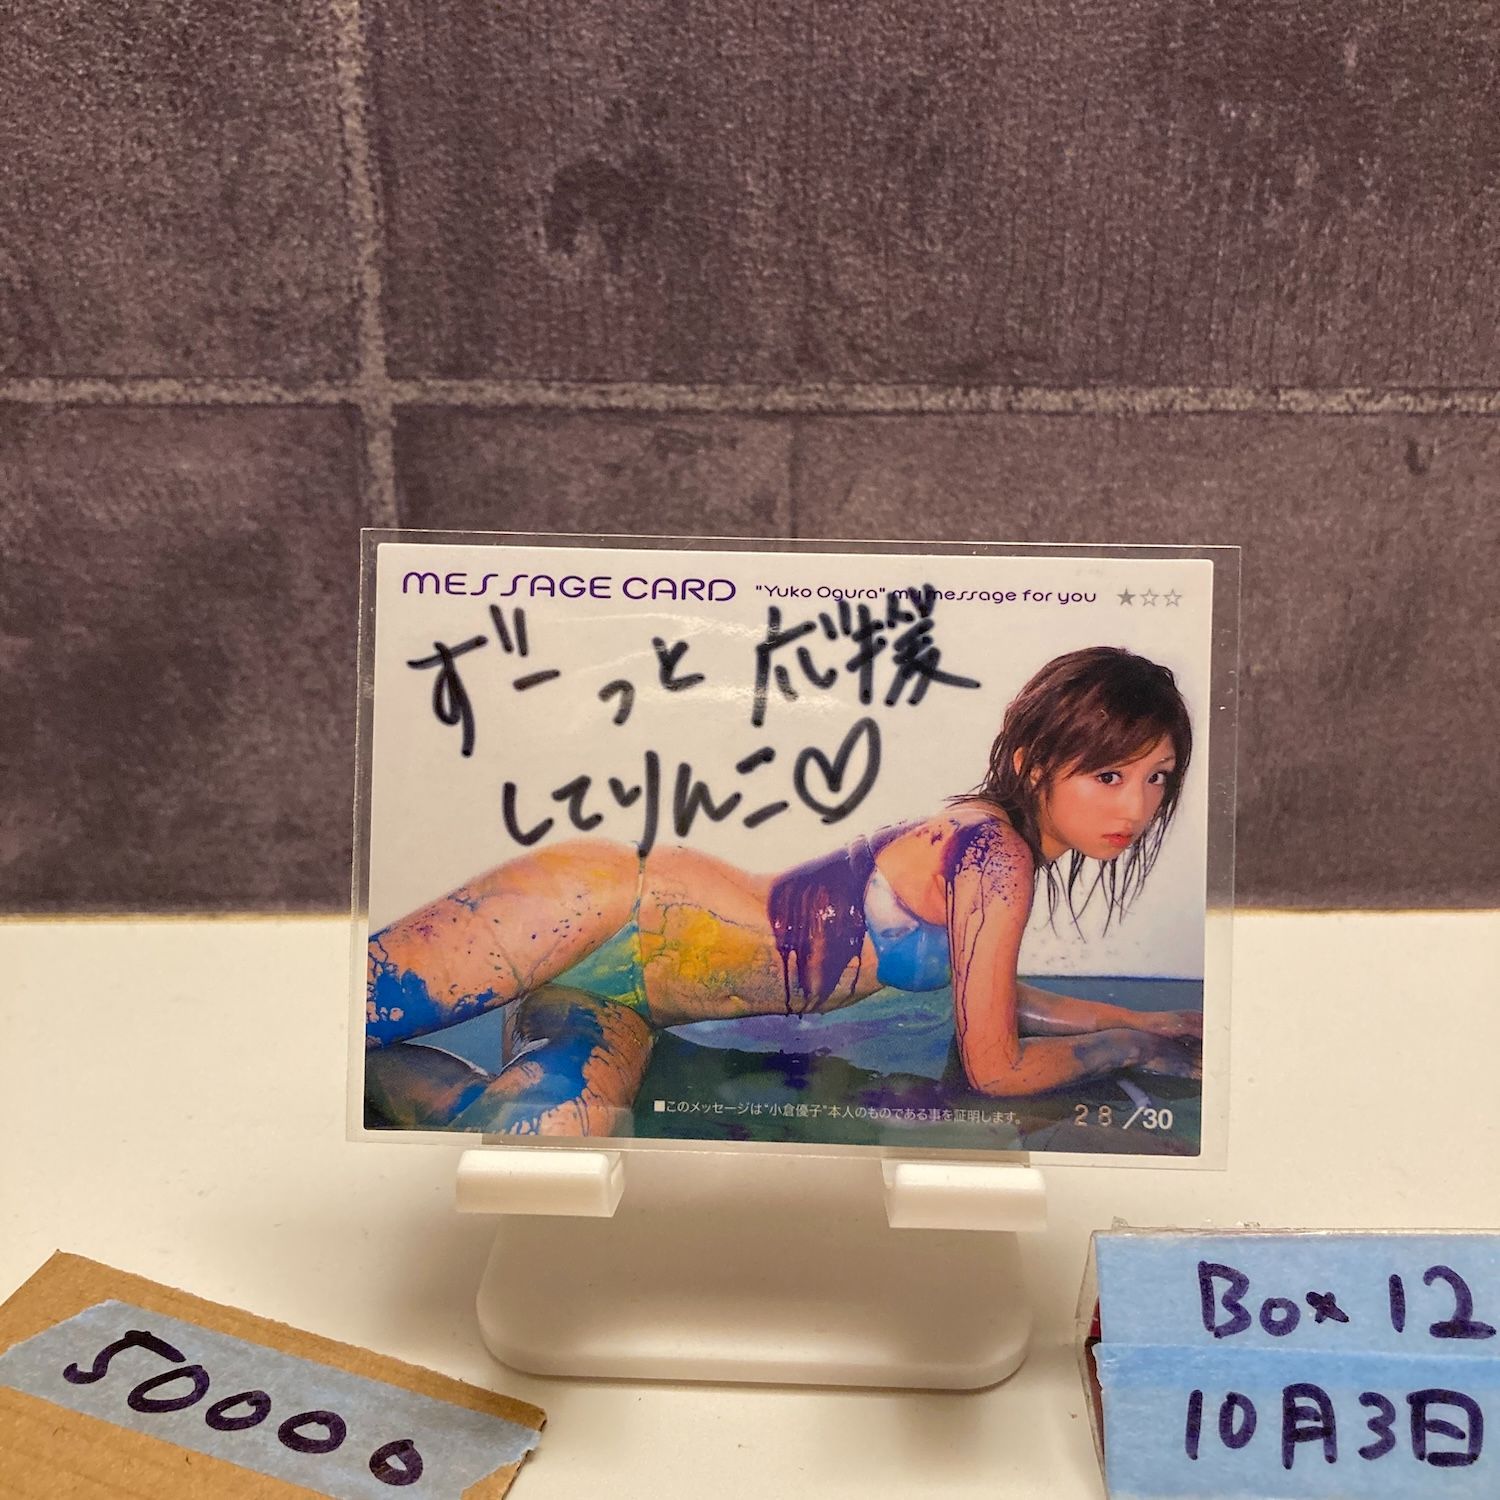 MESSAGE CARD "Yuko Ogura" my message for you ★☆☆
ずーっと応援
してりんこ♡
■このメッセージは"小倉優子"本人のものである事を証明します。 28/30
50000
Box 12
10月3日